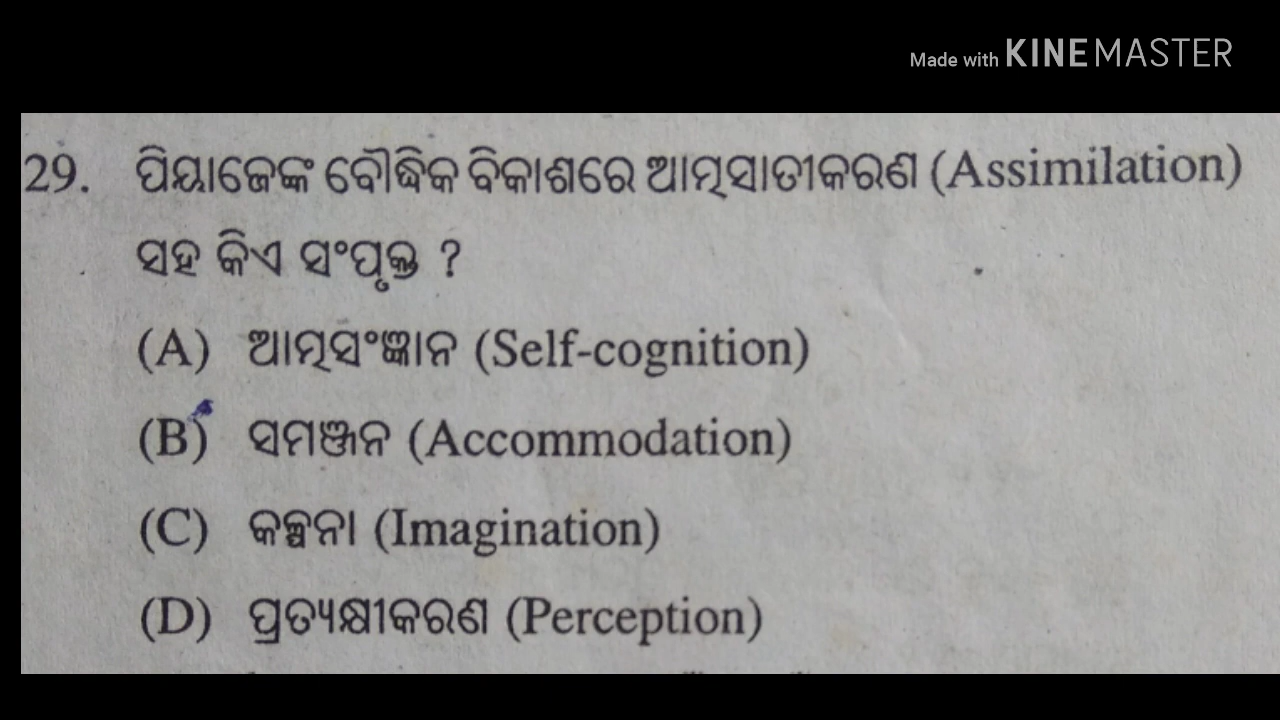 Made with KINEMASTER
29. ପିୟାଜେଙ୍କ ବୌଦ୍ଧିକ ବିକାଶରେ ଆତ୍ମସାତୀକରଣ (Assimilation)
ସହ କିଏ ସଂପୃକ୍ତ ?
(A) ଆତ୍ମସଂଜ୍ଞାନ (Self-cognition)
(B) ସମଞ୍ଜନ (Accommodation)
(C) କଳ୍ପନା (Imagination)
(D) ପ୍ରତ୍ୟକ୍ଷୀକରଣ (Perception)